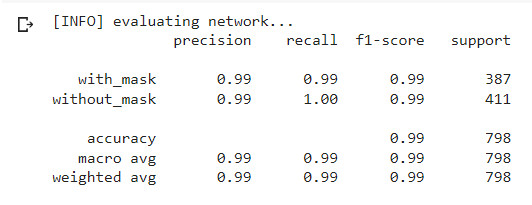 [INFO] evaluating network...
precision recall f1-score support
with_mask 0.99 0.99 0.99 387
without_mask 0.99 1.00 0.99 411
accuracy 0.99 798
macro avg 0.99 0.99 0.99 798
weighted avg 0.99 0.99 0.99 798